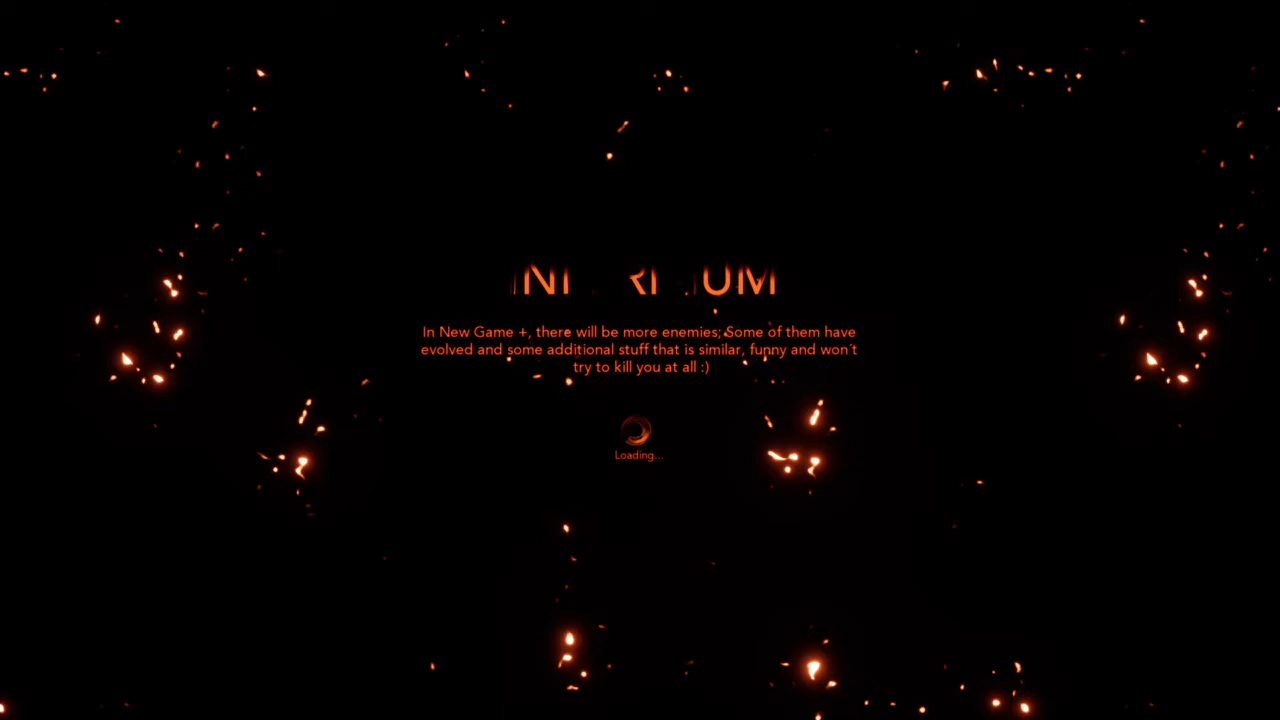 In New Game +, there will be more enemies; Some of them have
evolved and some additional stuff that is similar, funny and won´t
try to kill you at all :)
Loading...